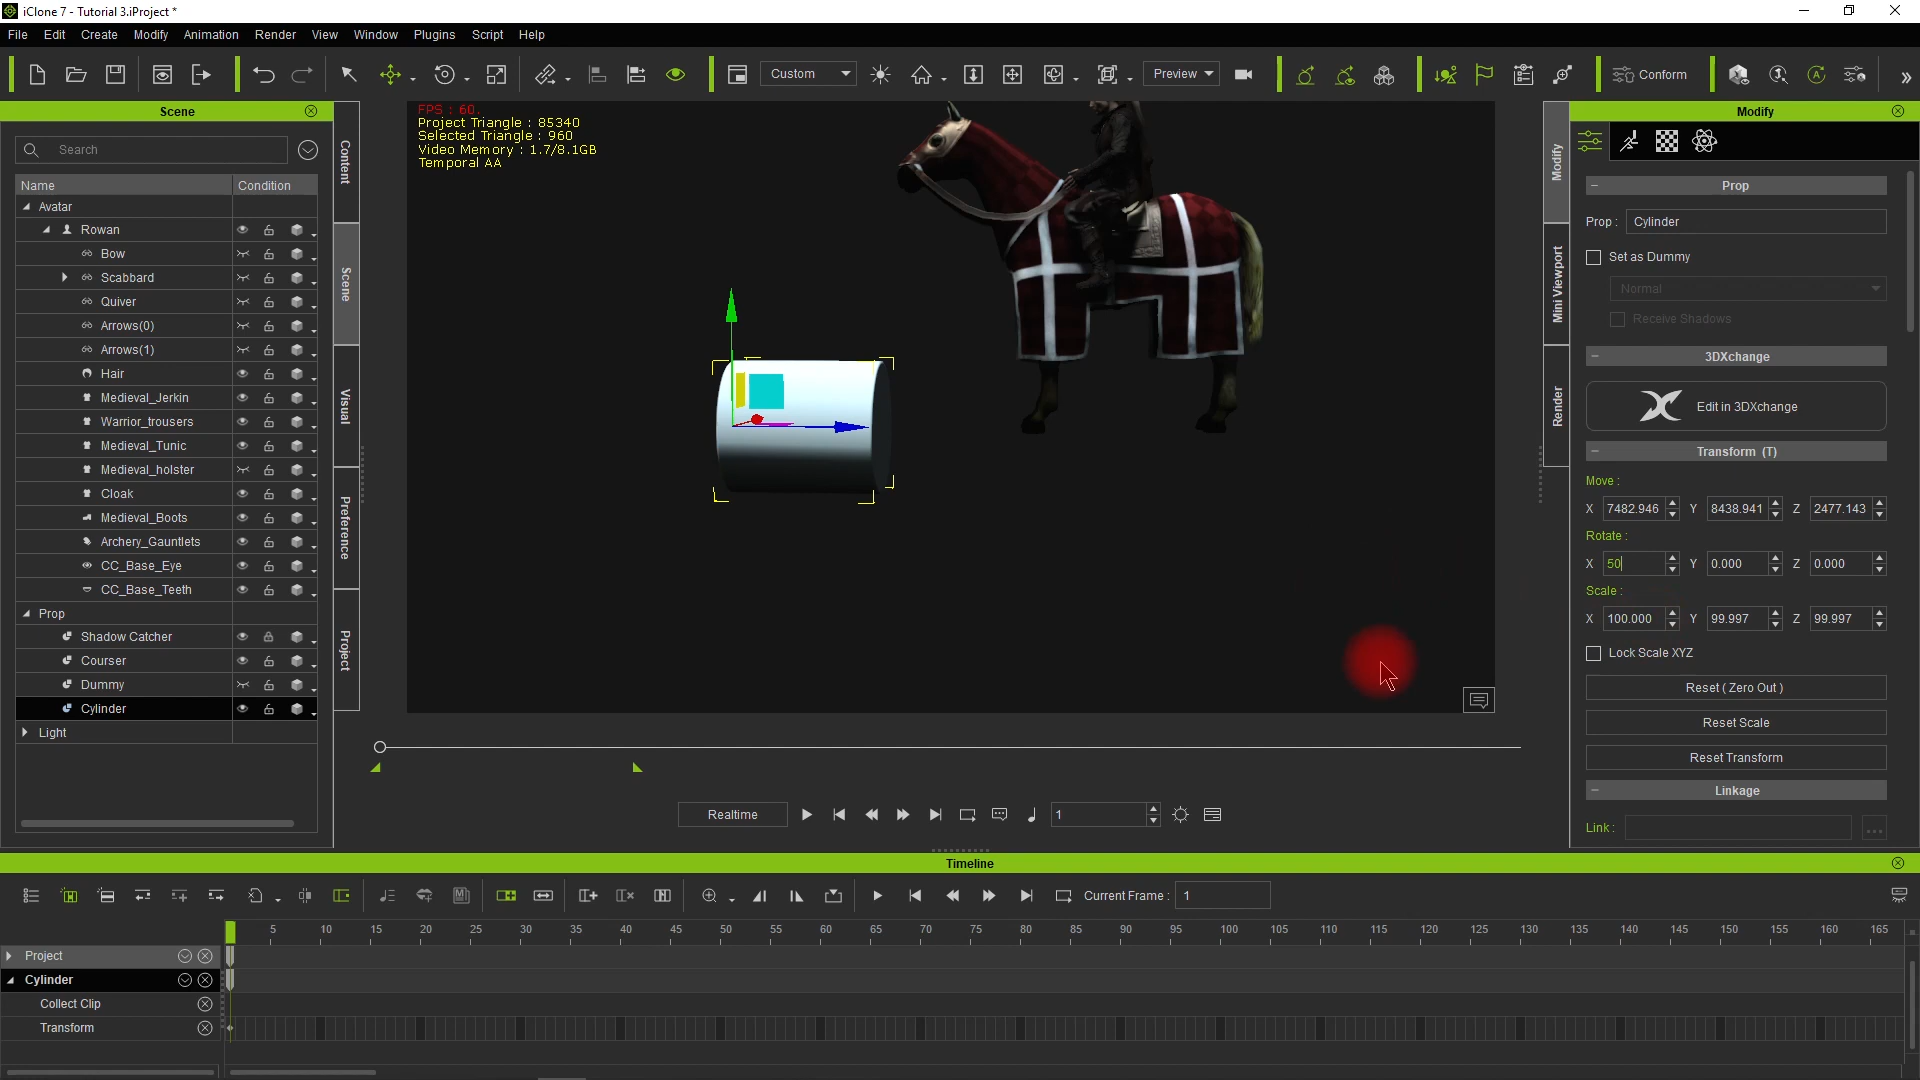 iClone 7 - Tutorial 3.iProject *
File Edit Create Modify Animation Render View Window Plugins Script Help
Custom Preview Conform
Scene
Search
Name Condition
Avatar
Rowan
Bow
Scabbard
Quiver
Arrows(0)
Arrows(1)
Hair
Medieval_Jerkin
Warrior_trousers
Medieval_Tunic
Medieval_holster
Cloak
Medieval_Boots
Archery_Gauntlets
CC_Base_Eye
CC_Base_Teeth
Prop
Shadow Catcher
Courser
Dummy
Cylinder
Light
Content
Scene
Visual
Preference
Project
FPS : 60.
Project Triangle : 85340
Selected Triangle : 960
Video Memory : 1.7/8.1GB
Temporal AA
Realtime 1
Modify
Mini Viewport
Render
Modify
Prop
Prop : Cylinder
Set as Dummy
Normal
Receive Shadows
3DXchange
Edit in 3DXchange
Transform (T)
Move :
X 7482.946 Y 8438.941 Z 2477.143
Rotate :
X 50 Y 0.000 Z 0.000
Scale :
X 100.000 Y 99.997 Z 99.997
Lock Scale XYZ
Reset ( Zero Out )
Reset Scale
Reset Transform
Linkage
Link : ...
Timeline
Current Frame : 1
5 10 15 20 25 30 35 40 45 50 55 60 65 70 75 80 85 90 95 100 105 110 115 120 125 130 135 140 145 150 155 160 165
Project
Cylinder
Collect Clip
Transform